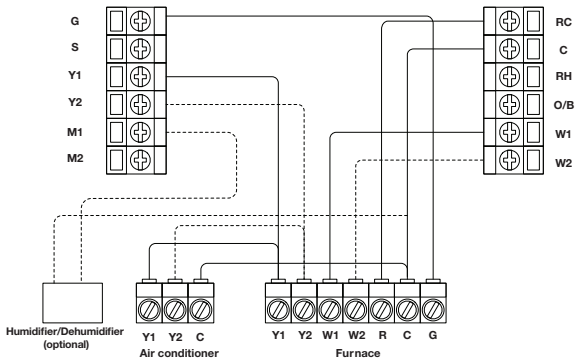 G
S
Y1
Y2
M1
M2
RC
C
RH
O/B
W1
W2
Humidifier/Dehumidifier
(optional)
Y1 Y2 C
Air conditioner
Y1 Y2 W1 W2 R C G
Furnace